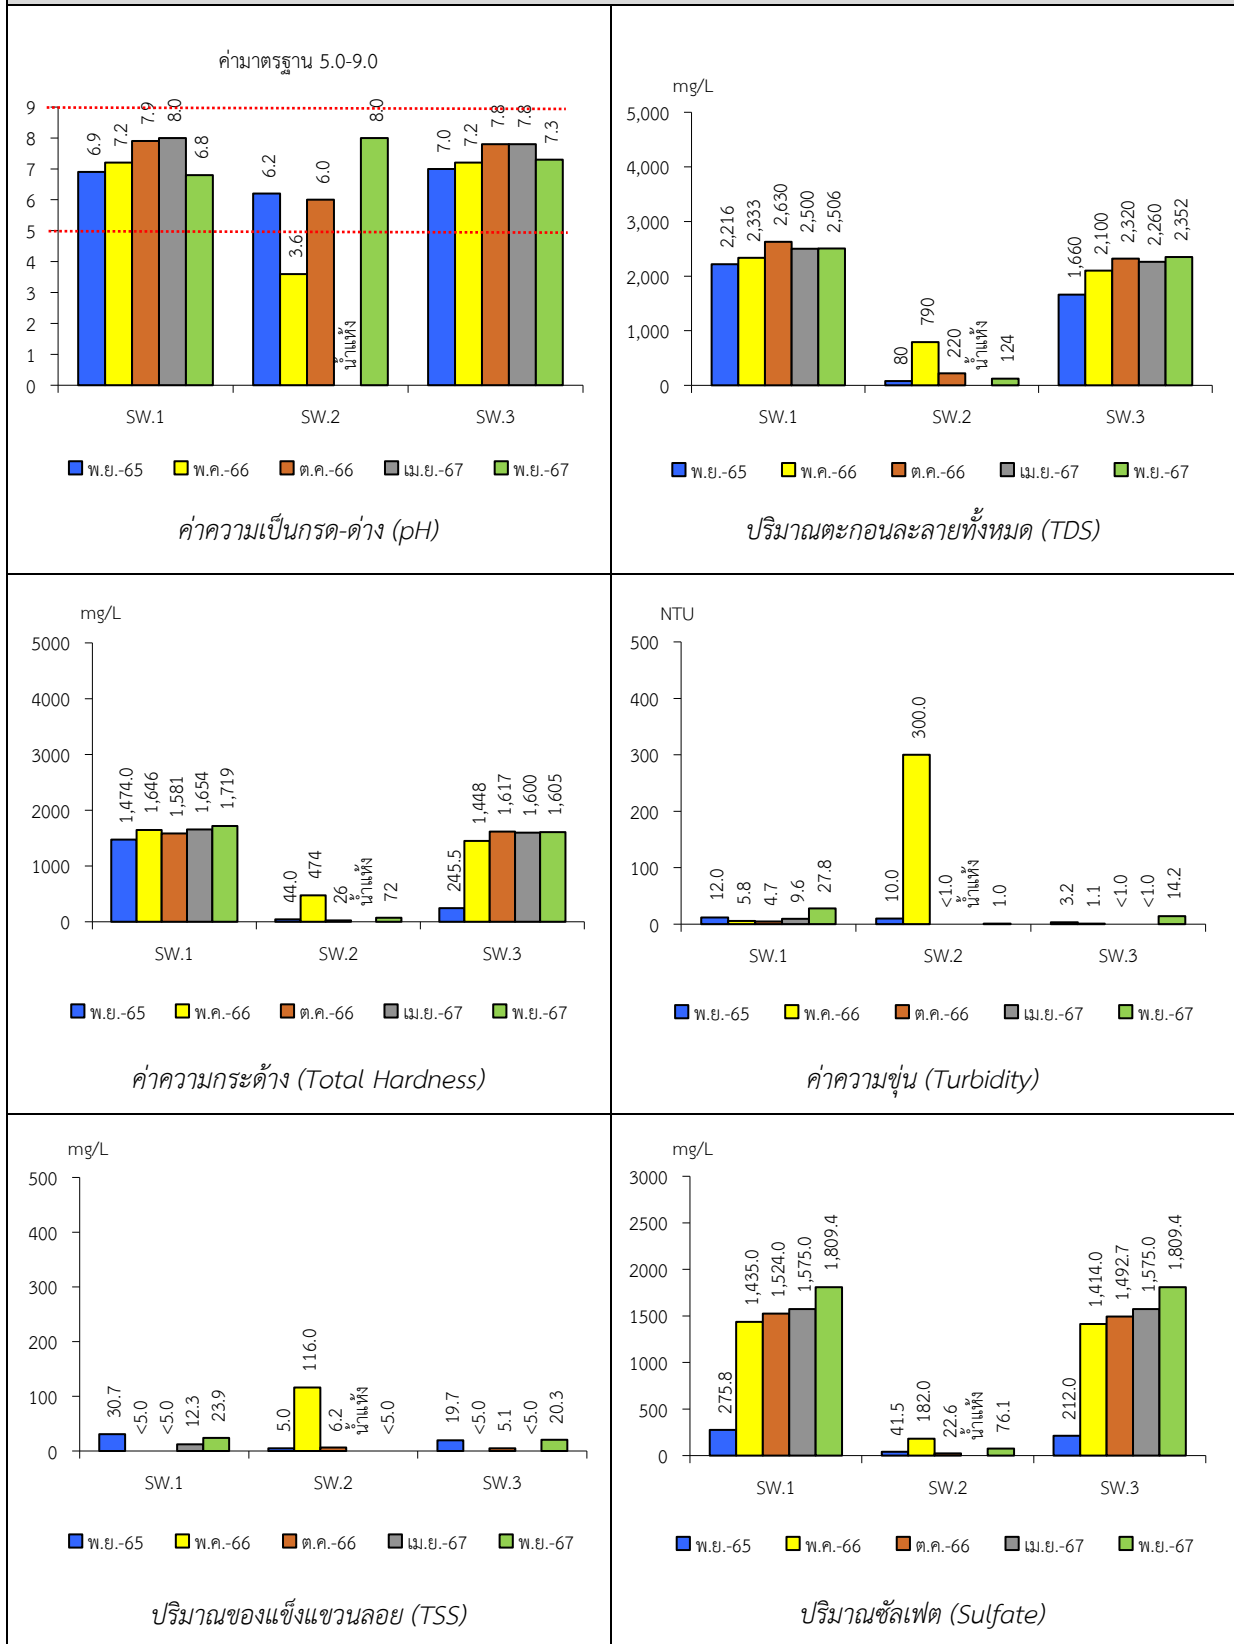 ค่ามาตรฐาน 5.0-9.0
9
8
7
6
5
4
3
2
1
0
6.9
7.2
7.9
8.0
6.8
6.2
3.6
6.0
น้ำแห้ง
8.0
7.0
7.2
7.8
7.8
7.3
SW.1
SW.2
SW.3
พ.ย.-65 พ.ค.-66 ต.ค.-66 เม.ย.-67 พ.ย.-67
ค่าความเป็นกรด-ด่าง (pH)
mg/L
5,000
4,000
3,000
2,000
1,000
0
2,216
2,333
2,630
2,500
2,506
80
790
220
น้ำแห้ง
124
1,660
2,100
2,320
2,260
2,352
SW.1
SW.2
SW.3
พ.ย.-65 พ.ค.-66 ต.ค.-66 เม.ย.-67 พ.ย.-67
ปริมาณตะกอนละลายทั้งหมด (TDS)
mg/L
5000
4000
3000
2000
1000
0
1,474.0
1,646
1,581
1,654
1,719
44.0
474
26
น้ำแห้ง
72
245.5
1,448
1,617
1,600
1,605
SW.1
SW.2
SW.3
พ.ย.-65 พ.ค.-66 ต.ค.-66 เม.ย.-67 พ.ย.-67
ค่าความกระด้าง (Total Hardness)
NTU
500
400
300
200
100
0
12.0
5.8
4.7
9.6
27.8
10.0
300.0
<1.0
น้ำแห้ง
1.0
3.2
1.1
<1.0
<1.0
14.2
SW.1
SW.2
SW.3
พ.ย.-65 พ.ค.-66 ต.ค.-66 เม.ย.-67 พ.ย.-67
ค่าความขุ่น (Turbidity)
mg/L
500
400
300
200
100
0
30.7
<5.0
<5.0
12.3
23.9
5.0
116.0
6.2
น้ำแห้ง
<5.0
19.7
<5.0
5.1
<5.0
20.3
SW.1
SW.2
SW.3
พ.ย.-65 พ.ค.-66 ต.ค.-66 เม.ย.-67 พ.ย.-67
ปริมาณของแข็งแขวนลอย (TSS)
mg/L
3000
2500
2000
1500
1000
500
0
275.8
1,435.0
1,524.0
1,575.0
1,809.4
41.5
182.0
22.6
น้ำแห้ง
76.1
212.0
1,414.0
1,492.7
1,575.0
1,809.4
SW.1
SW.2
SW.3
พ.ย.-65 พ.ค.-66 ต.ค.-66 เม.ย.-67 พ.ย.-67
ปริมาณซัลเฟต (Sulfate)